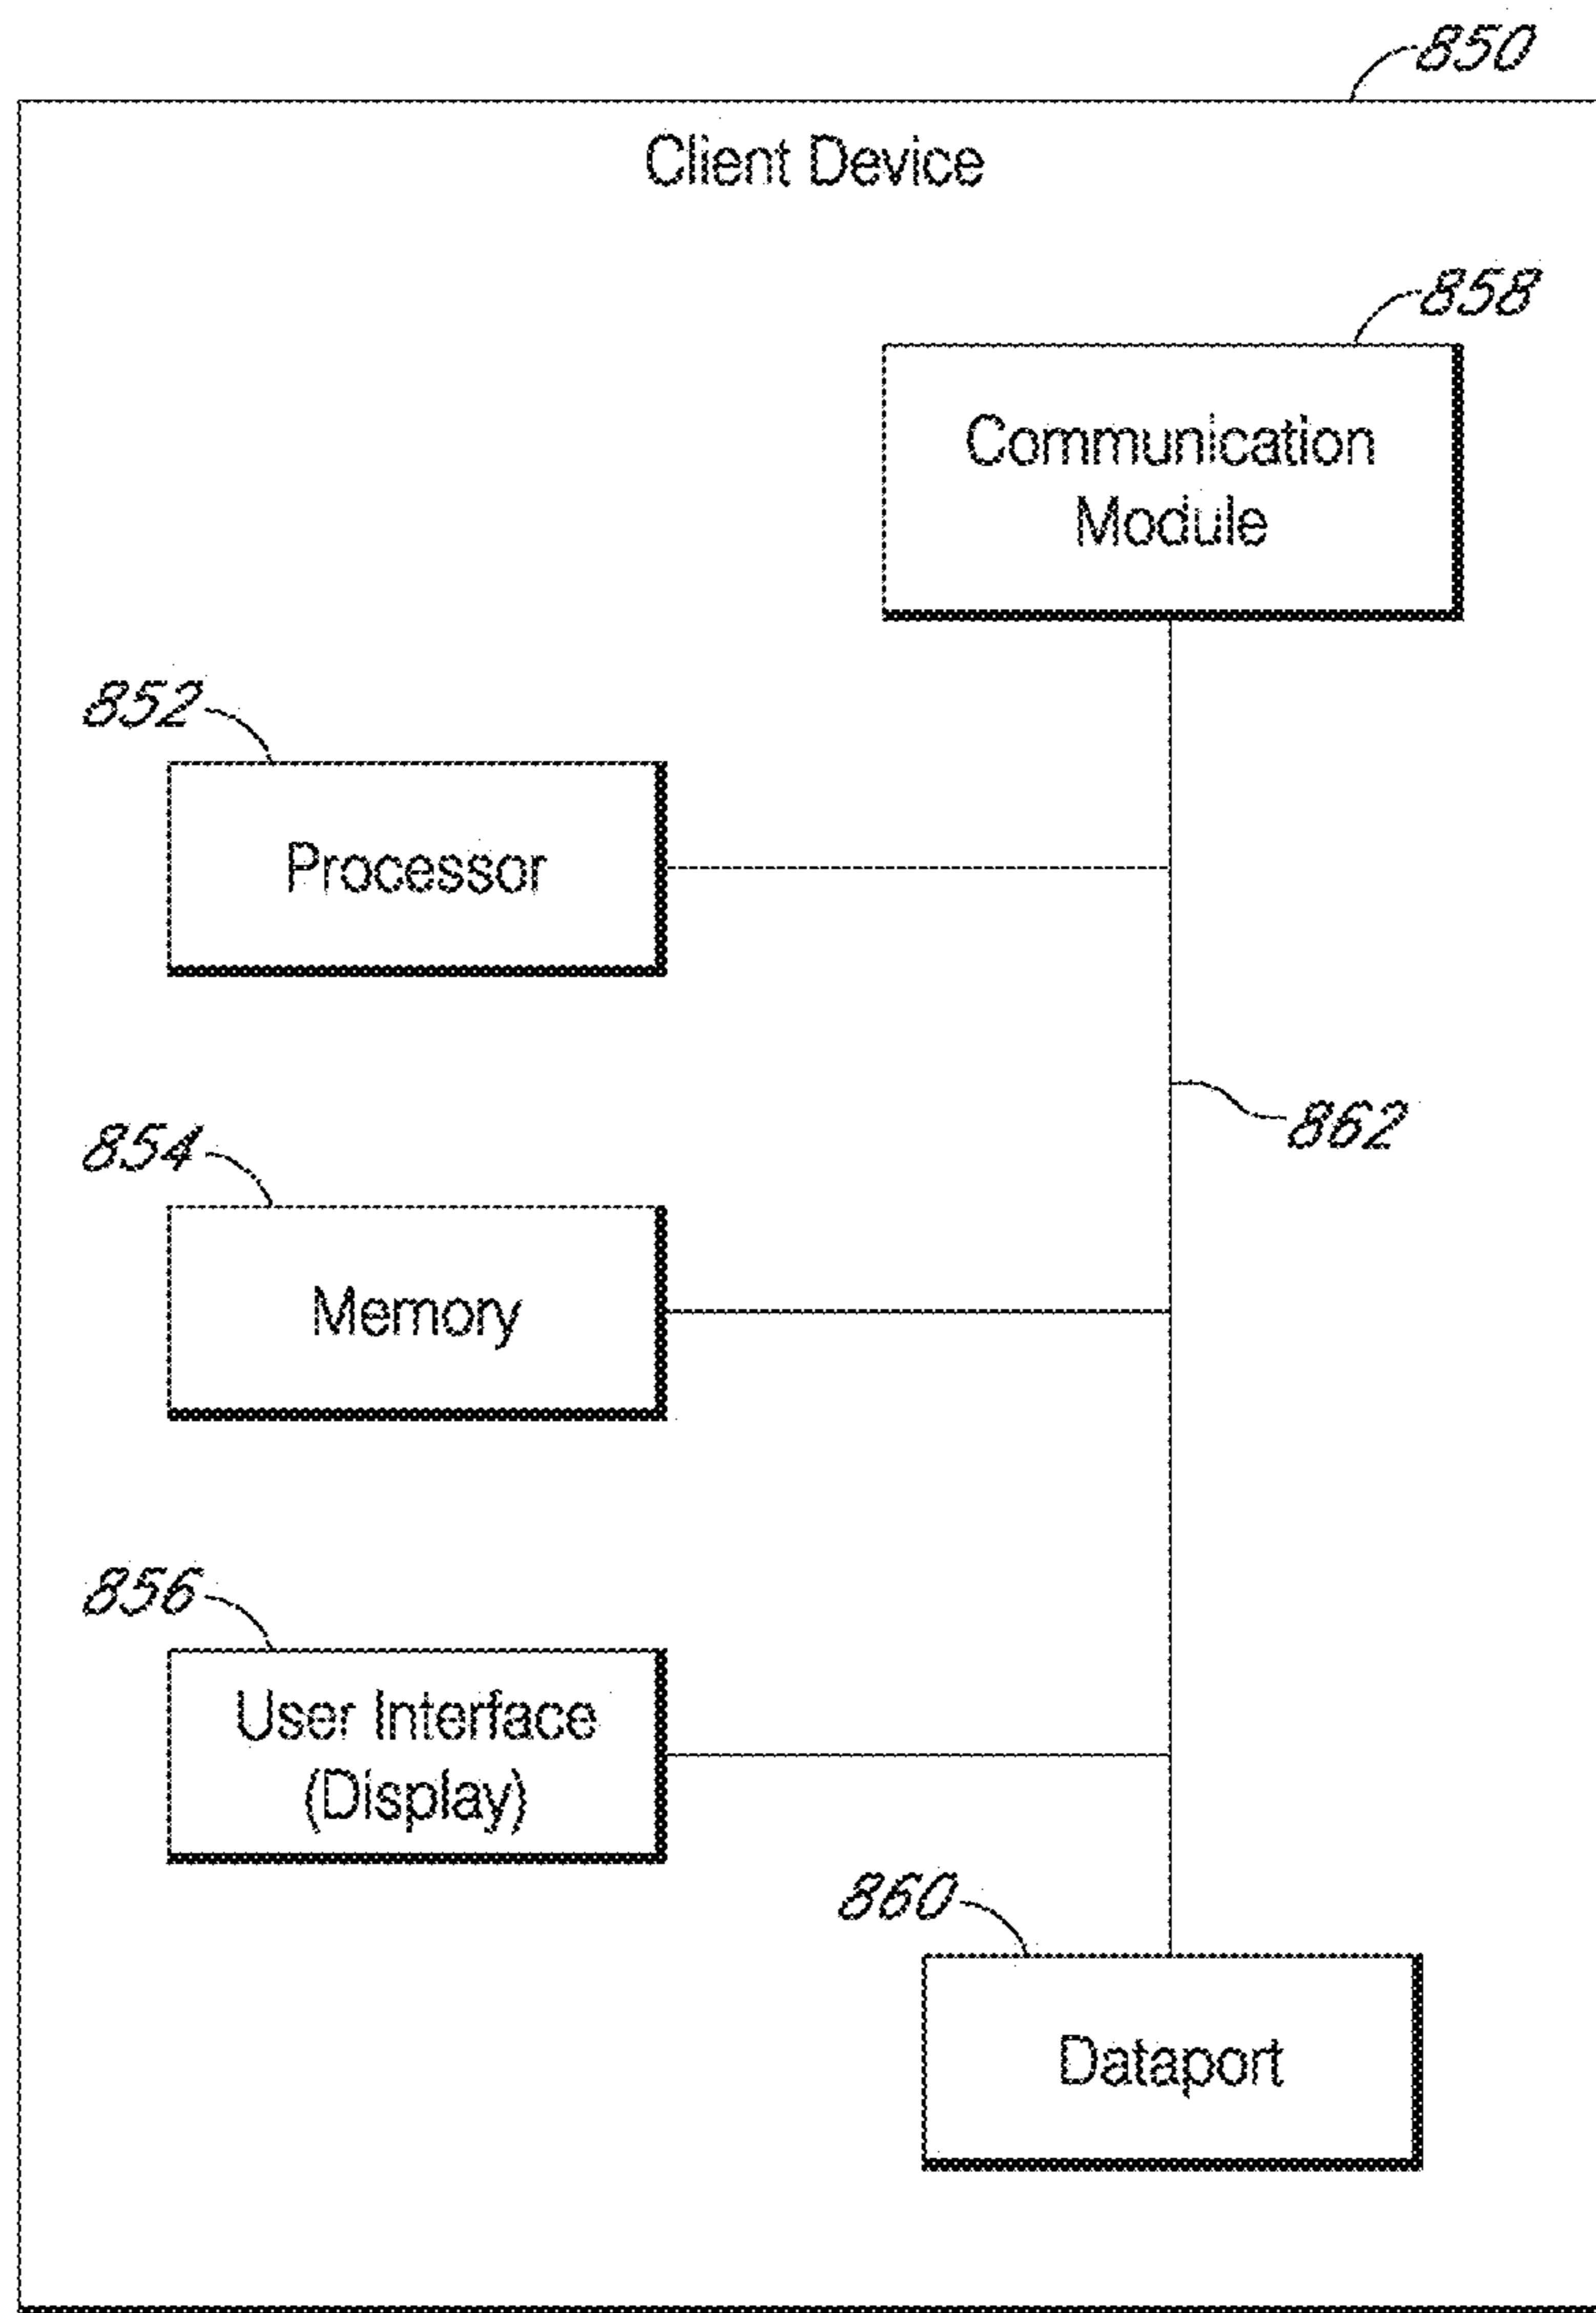 850
Client Device
858
Communication
Module
852
Processor
862
854
Memory
856
User Interface
(Display)
860
Dataport